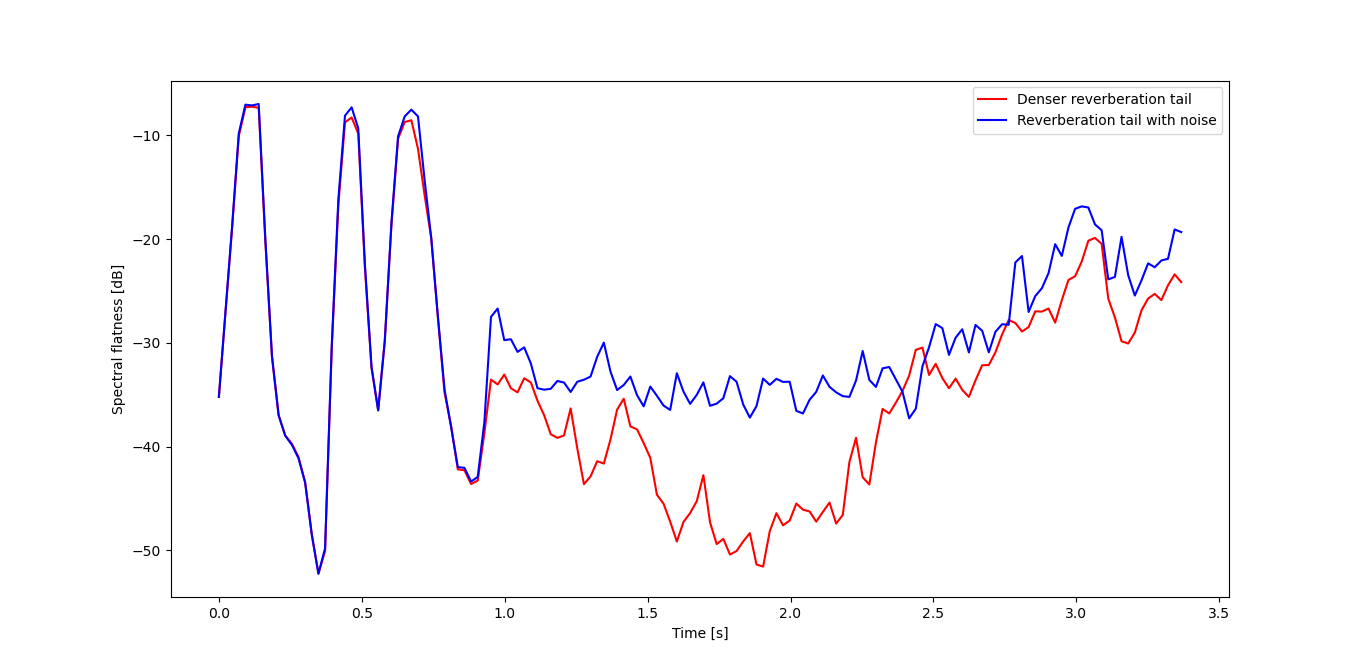 Denser reverberation tail
Reverberation tail with noise
Spectral flatness [dB]
−10
−20
−30
−40
−50
0.0 0.5 1.0 1.5 2.0 2.5 3.0 3.5
Time [s]